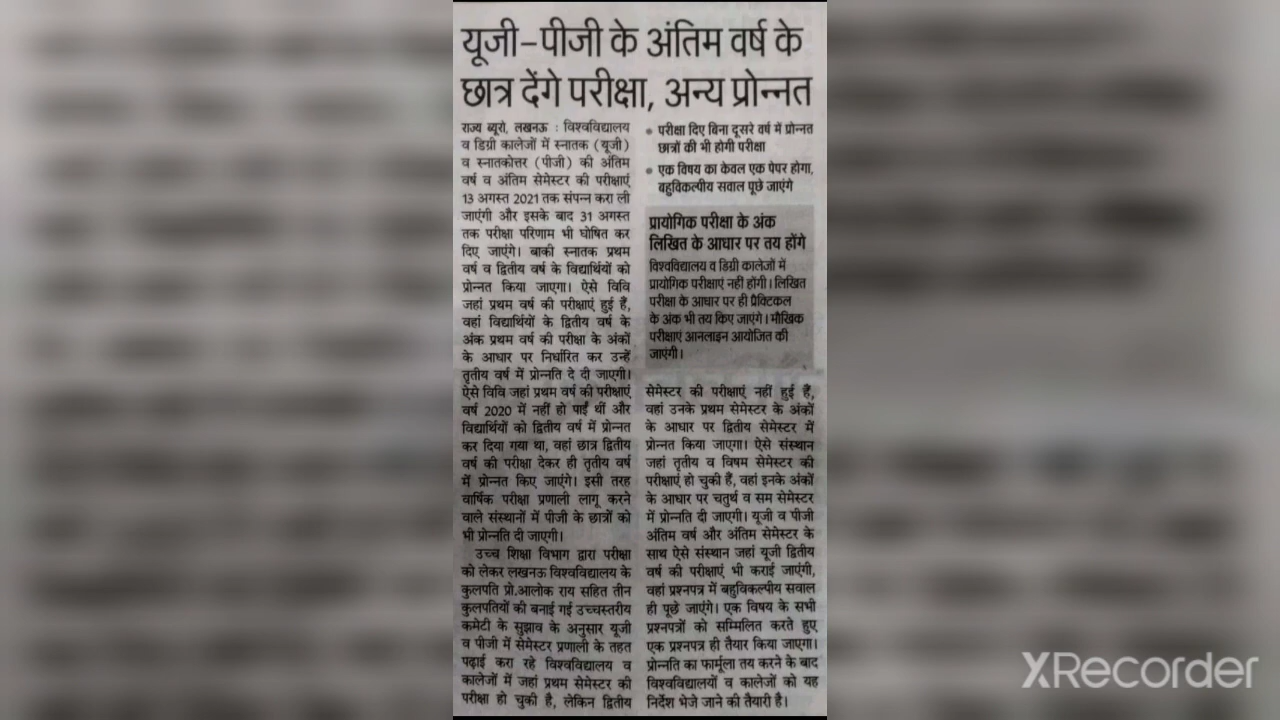 यूजी-पीजी के अंतिम वर्ष के
छात्र देंगे परीक्षा, अन्य प्रोन्नत
राज्य ब्यूरो, लखनऊ : विश्वविद्यालय
व डिग्री कालेजों में स्नातक (यूजी)
व स्नातकोत्तर (पीजी) की अंतिम
वर्ष व अंतिम सेमेस्टर की परीक्षाएं
13 अगस्त 2021 तक संपन्न करा ली
जाएंगी और इसके बाद 31 अगस्त
तक परीक्षा परिणाम भी घोषित कर
दिए जाएंगे। बाकी स्नातक प्रथम
वर्ष व द्वितीय वर्ष के विद्यार्थियों को
प्रोन्नत किया जाएगा। ऐसे विवि
जहां प्रथम वर्ष की परीक्षाएं हुई हैं,
वहां विद्यार्थियों के द्वितीय वर्ष के
अंक प्रथम वर्ष की परीक्षा के अंकों
के आधार पर निर्धारित कर उन्हें
तृतीय वर्ष में प्रोन्नति दे दी जाएगी।
ऐसे विवि जहां प्रथम वर्ष की परीक्षाएं
वर्ष 2020 में नहीं हो पाईं थीं और
विद्यार्थियों को द्वितीय वर्ष में प्रोन्नत
कर दिया गया था, वहां छात्र द्वितीय
वर्ष की परीक्षा देकर ही तृतीय वर्ष
में प्रोन्नत किए जाएंगे। इसी तरह
वार्षिक परीक्षा प्रणाली लागू करने
वाले संस्थानों में पीजी के छात्रों को
भी प्रोन्नति दी जाएगी।
उच्च शिक्षा विभाग द्वारा परीक्षा
को लेकर लखनऊ विश्वविद्यालय के
कुलपति प्रो.आलोक राय सहित तीन
कुलपतियों की बनाई गई उच्चस्तरीय
कमेटी के सुझाव के अनुसार यूजी
व पीजी में सेमेस्टर प्रणाली के तहत
पढ़ाई करा रहे विश्वविद्यालय व
कालेजों में जहां प्रथम सेमेस्टर की
परीक्षा हो चुकी है, लेकिन द्वितीय
• परीक्षा दिए बिना दूसरे वर्ष में प्रोन्नत
छात्रों की भी होगी परीक्षा
• एक विषय का केवल एक पेपर होगा,
बहुविकल्पीय सवाल पूछे जाएंगे
प्रायोगिक परीक्षा के अंक
लिखित के आधार पर तय होंगे
विश्वविद्यालय व डिग्री कालेजों में
प्रायोगिक परीक्षाएं नहीं होंगी। लिखित
परीक्षा के आधार पर ही प्रैक्टिकल
के अंक भी तय किए जाएंगे। मौखिक
परीक्षाएं आनलाइन आयोजित की
जाएंगी।
सेमेस्टर की परीक्षाएं नहीं हुई हैं,
वहां उनके प्रथम सेमेस्टर के अंकों
के आधार पर द्वितीय सेमेस्टर में
प्रोन्नत किया जाएगा। ऐसे संस्थान
जहां तृतीय व विषम सेमेस्टर की
परीक्षाएं हो चुकी हैं, वहां इनके अंकों
के आधार पर चतुर्थ व सम सेमेस्टर
में प्रोन्नति दी जाएगी। यूजी व पीजी
अंतिम वर्ष और अंतिम सेमेस्टर के
साथ ऐसे संस्थान जहां यूजी द्वितीय
वर्ष की परीक्षाएं भी कराई जाएंगी,
वहां प्रश्नपत्र में बहुविकल्पीय सवाल
ही पूछे जाएंगे। एक विषय के सभी
प्रश्नपत्रों को सम्मिलित करते हुए
एक प्रश्नपत्र ही तैयार किया जाएगा।
प्रोन्नति का फार्मूला तय करने के बाद
विश्वविद्यालयों व कालेजों को यह
निर्देश भेजे जाने की तैयारी है।
XRecorder